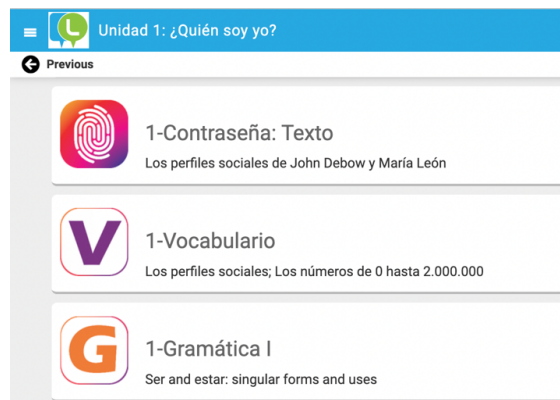 L
Unidad 1: ¿Quién soy yo?
Previous
1-Contraseña: Texto
Los perfiles sociales de John Debow y María León
V
1-Vocabulario
Los perfiles sociales; Los números de 0 hasta 2.000.000
G
1-Gramática I
Ser and estar: singular forms and uses